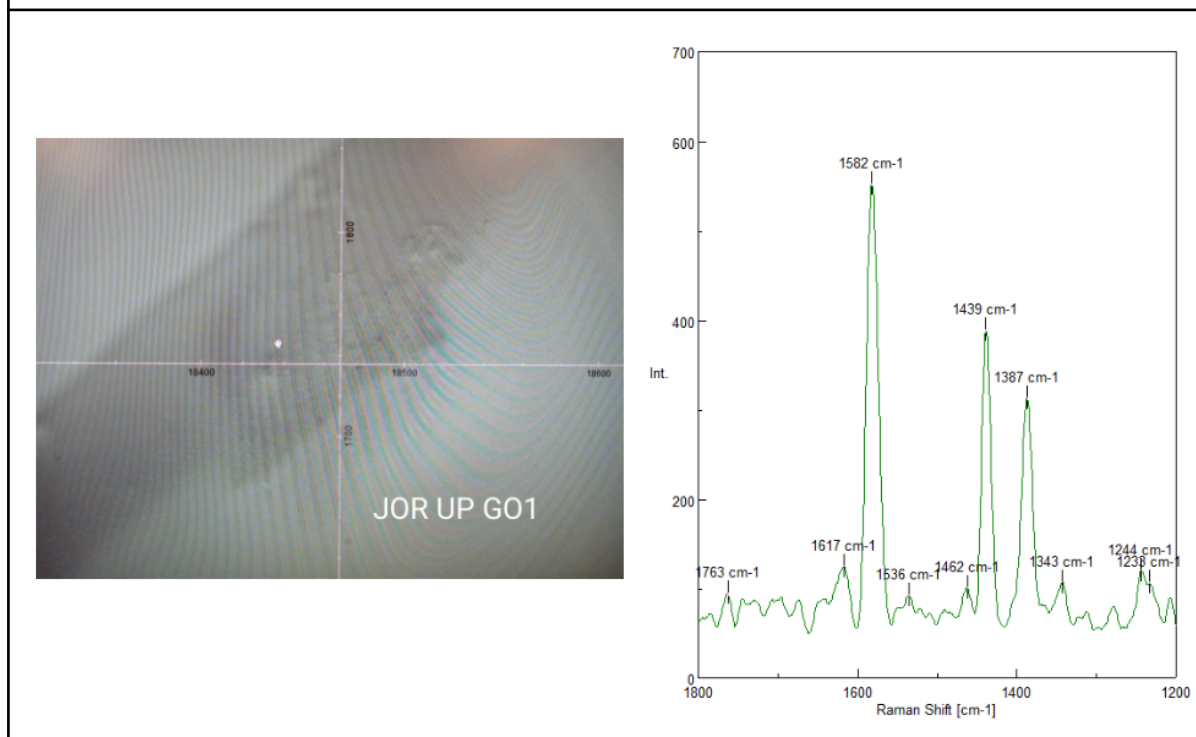 1800
18400
18500
18600
1700
JOR UP GO1
700
600
400
200
0
Int.
1582 cm-1
1439 cm-1
1387 cm-1
1617 cm-1
1763 cm-1
1536 cm-1
1462 cm-1
1343 cm-1
1244 cm-1
1233 cm-1
1800
1600
1400
1200
Raman Shift [cm-1]